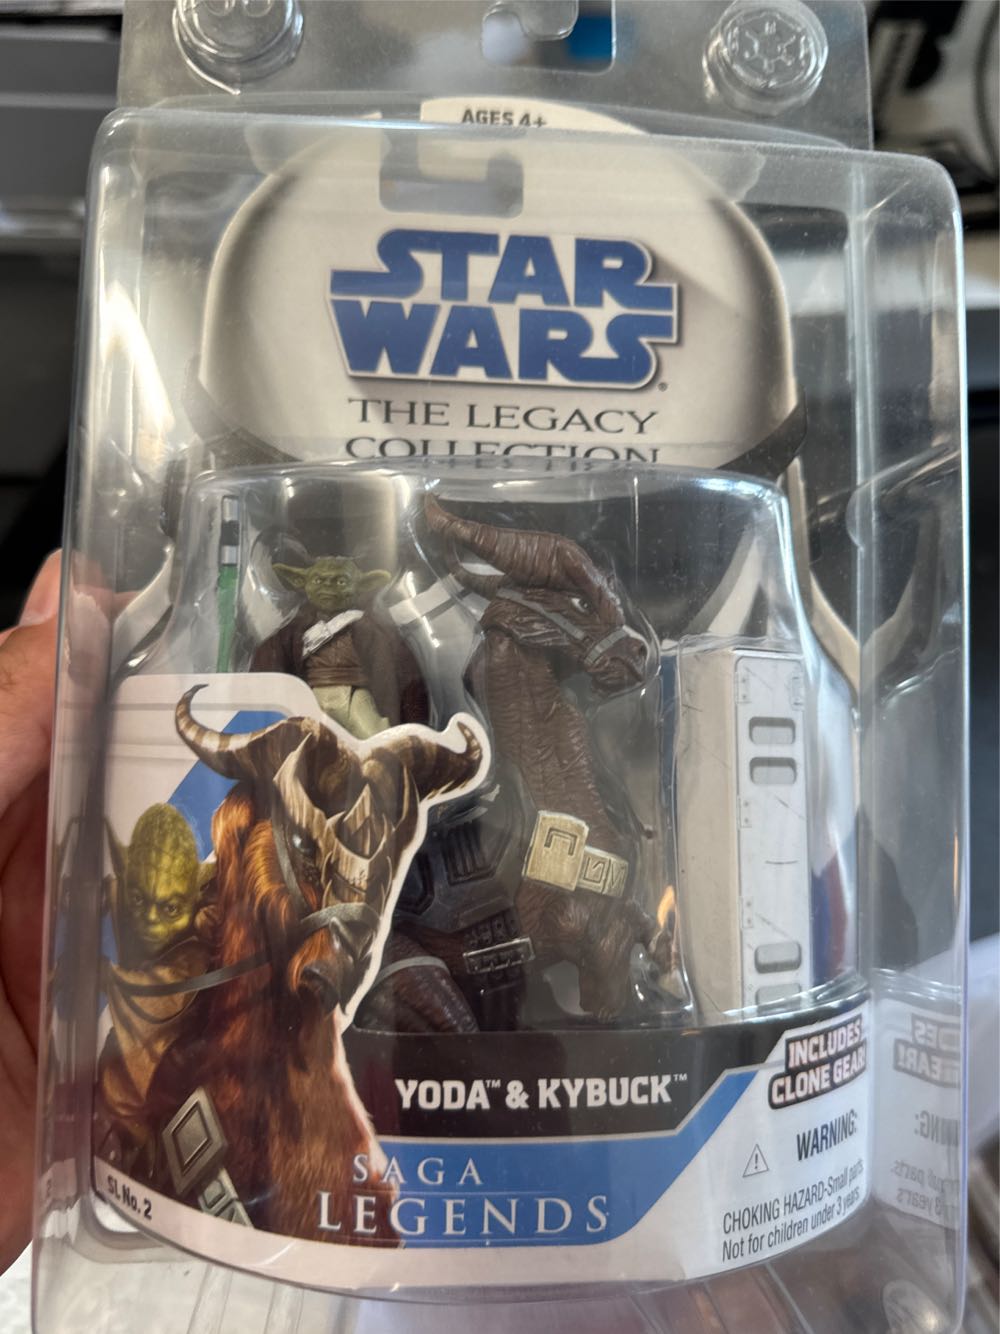 AGES 4+
STAR
WARS®
THE LEGACY
COLLECTION
YODA™ & KYBUCK™
INCLUDES
CLONE GEAR!
SAGA
LEGENDS
SL No. 2
WARNING:
CHOKING HAZARD-Small parts
Not for children under 3 years